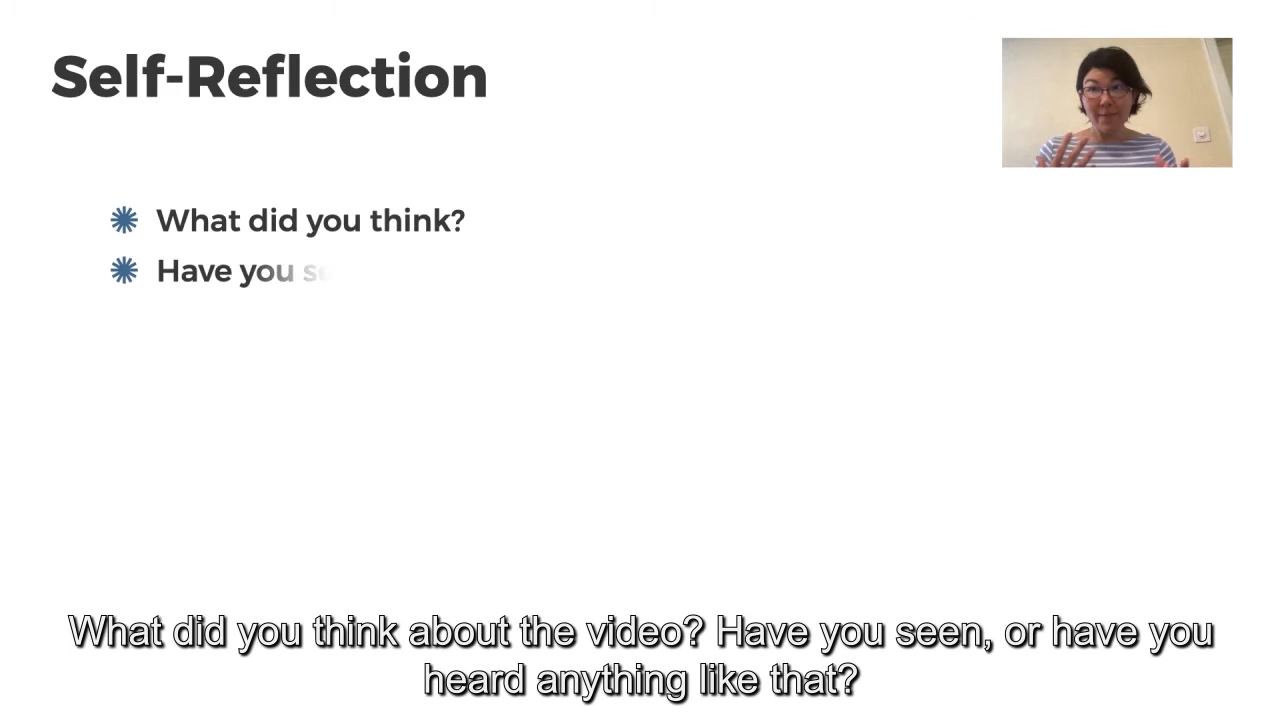 Self-Reflection
What did you think?
Have you
What did you think about the video? Have you seen, or have you
heard anything like that?